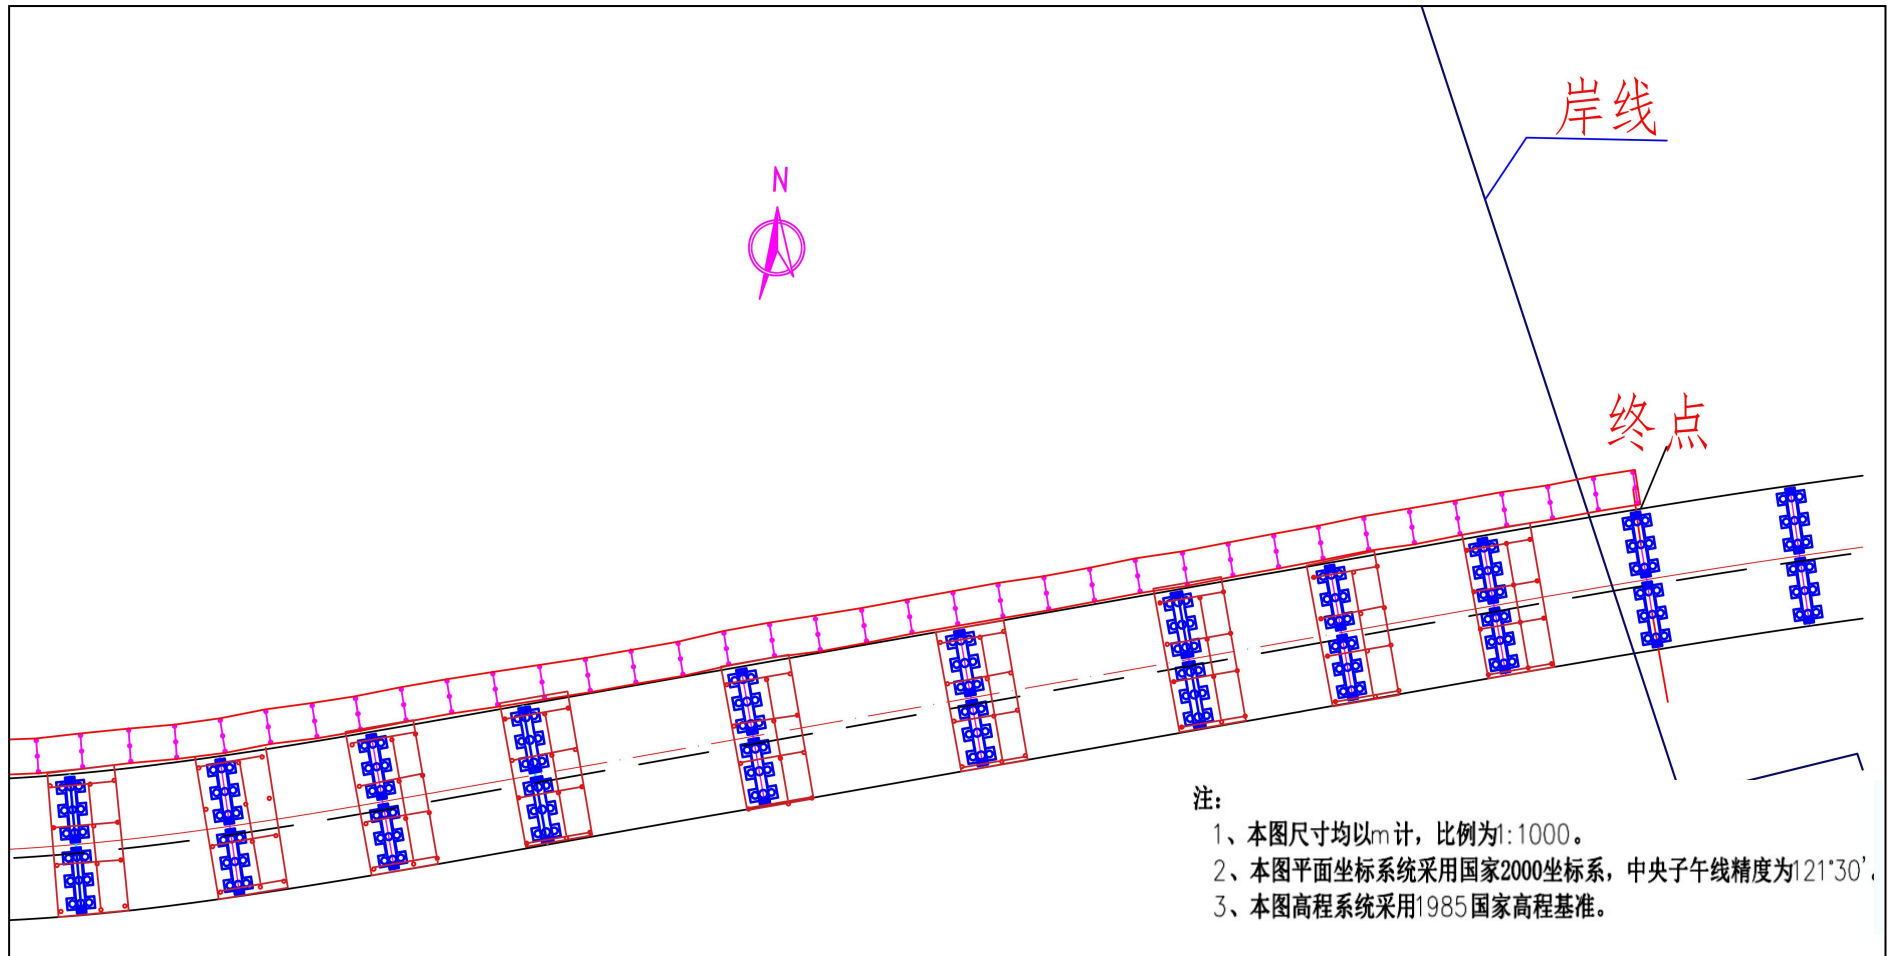 岸线
N
终点
注：
1、本图尺寸均以m计，比例为1:1000。
2、本图平面坐标系统采用国家2000坐标系，中央子午线精度为121°30′。
3、本图高程系统采用1985国家高程基准。